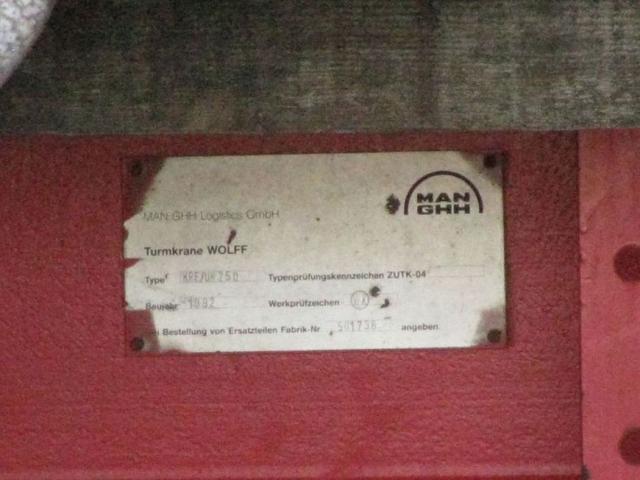 MAN GHH Logistics GmbH
MAN
GHH
Turmkrane WOLFF
Type Typenprüfungskennzeichen ZUTK-04
Baujahr 1992 Werkprüfzeichen
Bestellung von Ersatzteilen Fabrik-Nr 501738 angeben